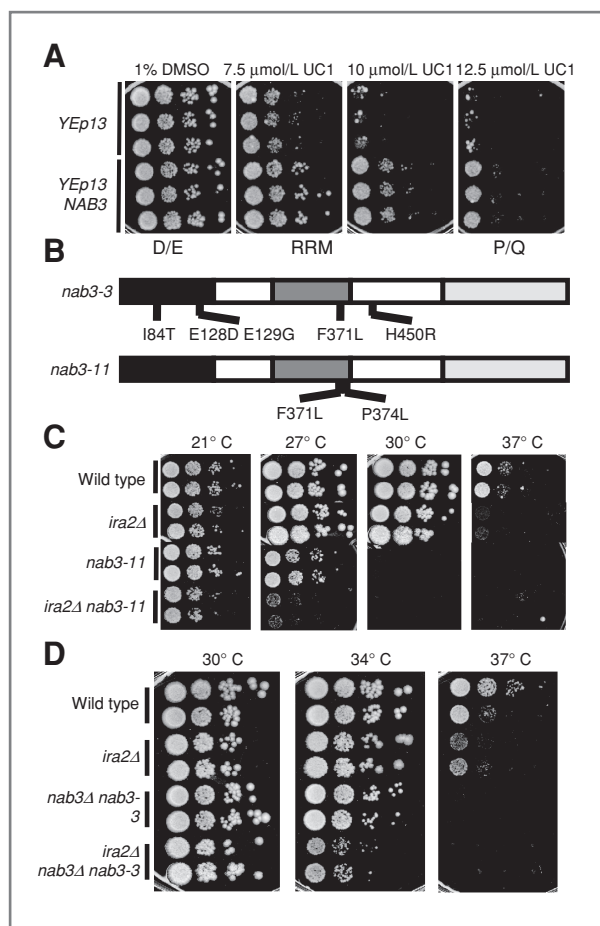 A
1% DMSO 7.5 μmol/L UC1 10 μmol/L UC1 12.5 μmol/L UC1
YEp13
YEp13
NAB3
B
D/E RRM P/Q
nab3-3
I84T E128D E129G F371L H450R
nab3-11
F371L P374L
C
21° C 27° C 30° C 37° C
Wild type
ira2Δ
nab3-11
ira2Δ nab3-11
D
30° C 34° C 37° C
Wild type
ira2Δ
nab3Δ nab3-
3
ira2Δ
nab3Δ nab3-3